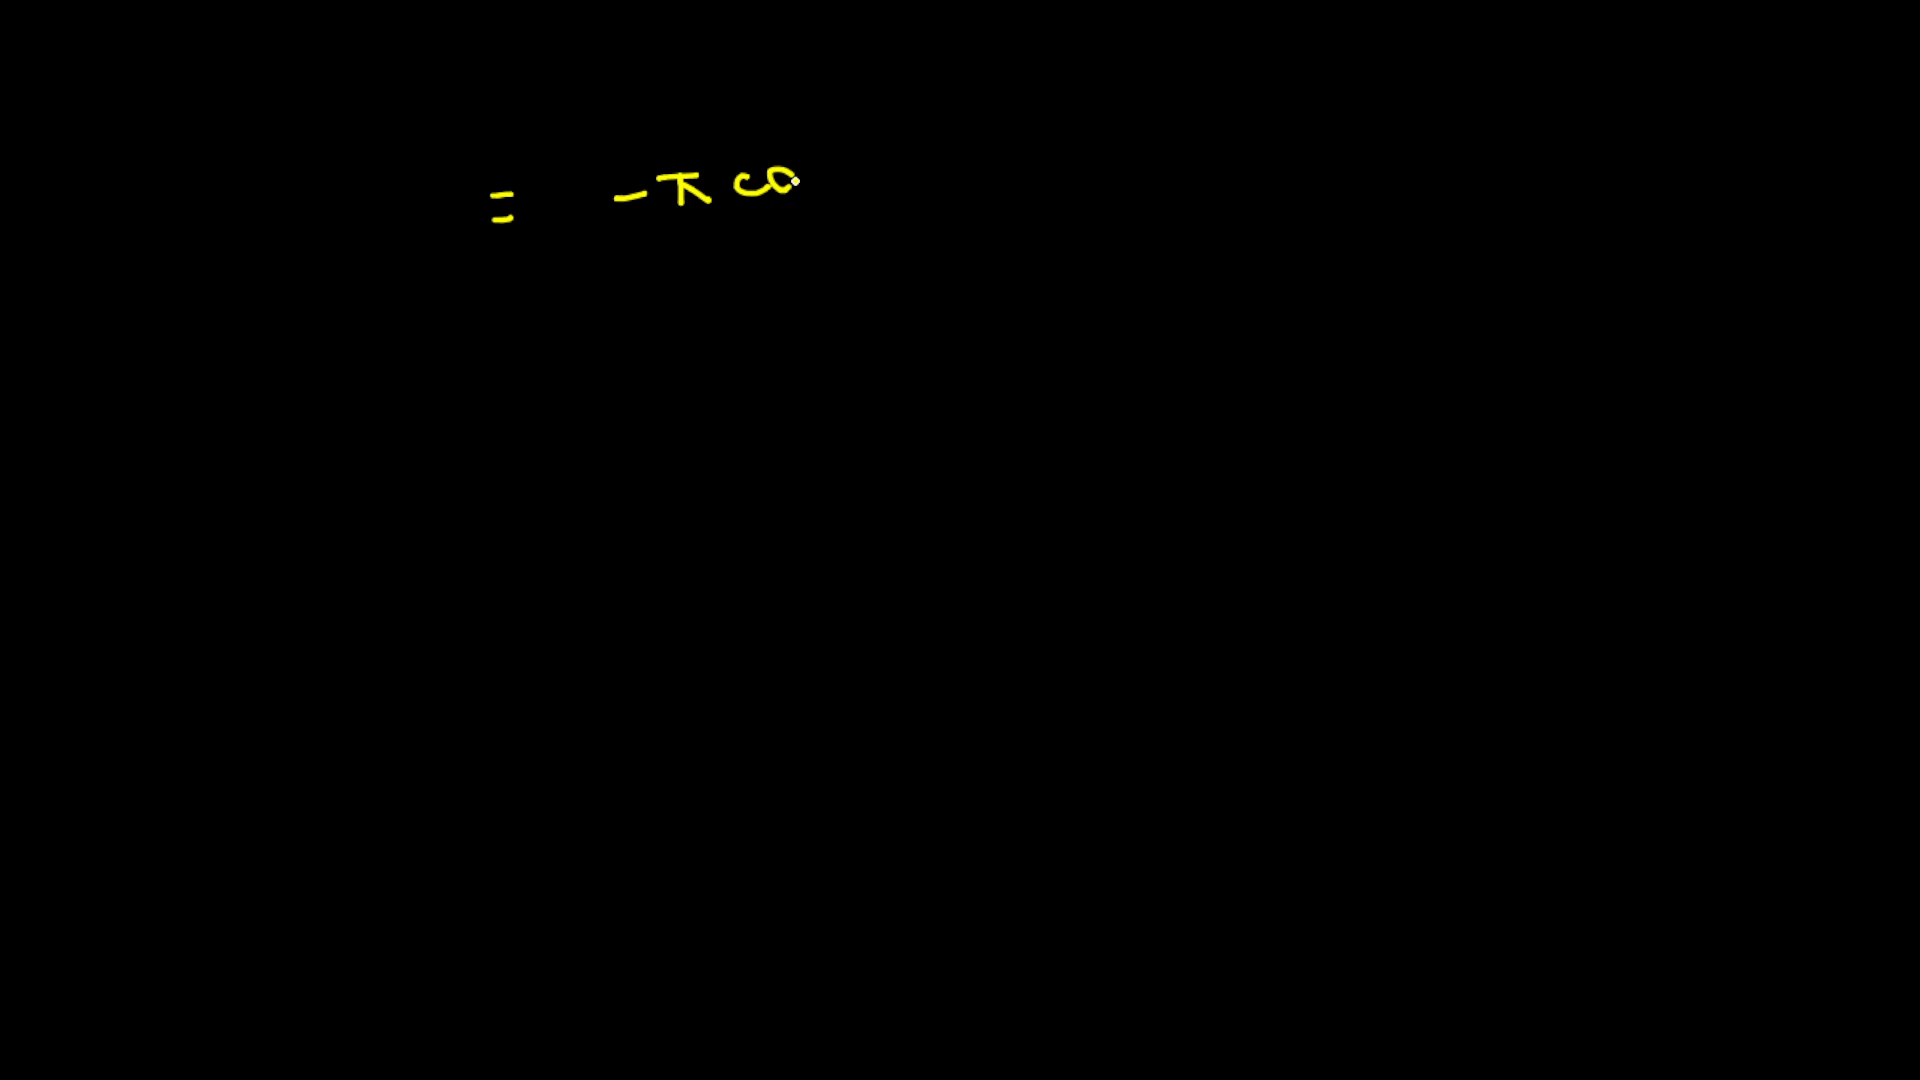 = -π co